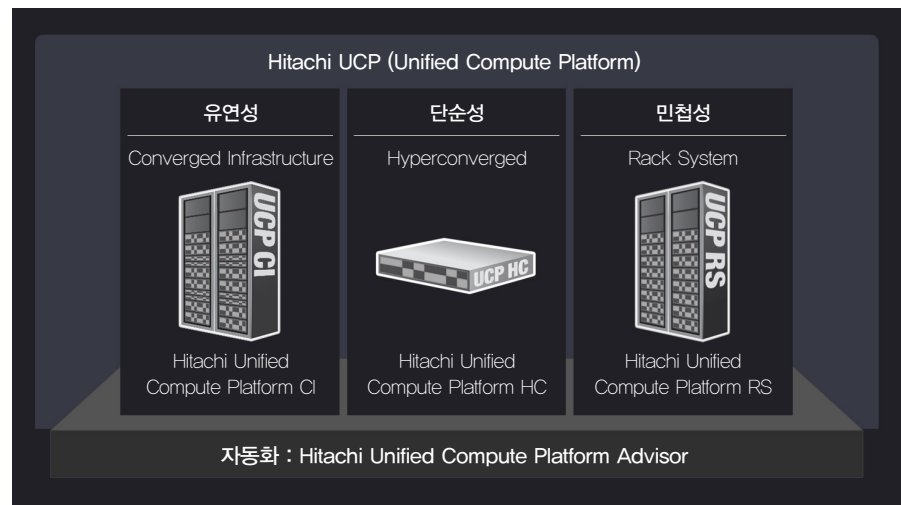 Hitachi UCP (Unified Compute Platform)
유연성
Converged Infrastructure
UCP CI
Hitachi Unified
Compute Platform CI
단순성
Hyperconverged
UCP HC
Hitachi Unified
Compute Platform HC
민첩성
Rack System
UCP RS
Hitachi Unified
Compute Platform RS
자동화 : Hitachi Unified Compute Platform Advisor